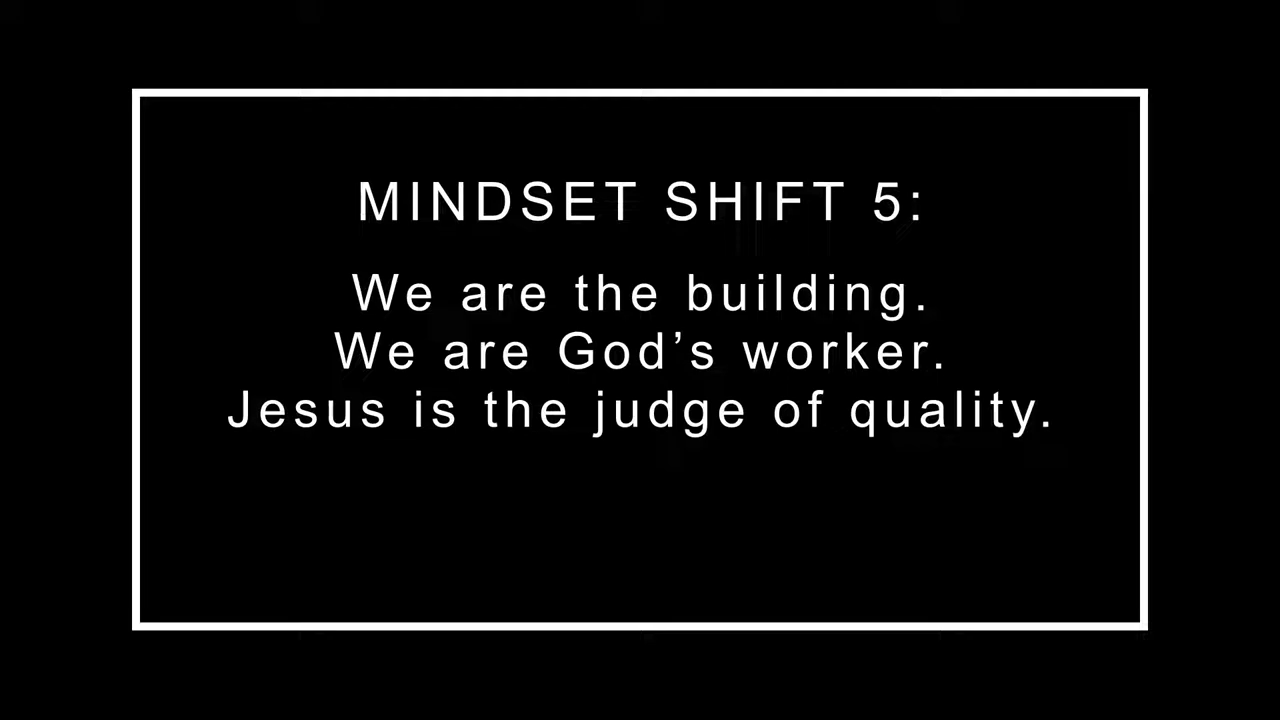 MINDSET SHIFT 5:
We are the building.
We are God’s worker.
Jesus is the judge of quality.